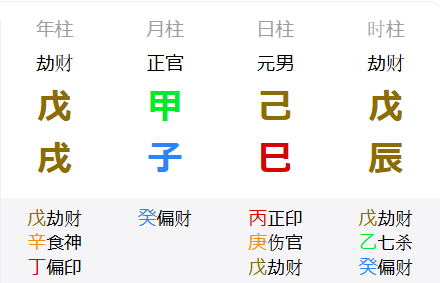 年柱 月柱 日柱 时柱
劫财 正官 元男 劫财
戊 甲 己 戊
戌 子 巳 辰
戊劫财 癸偏财 丙正印 戊劫财
辛食神 庚伤官 乙七杀
丁偏印 戊劫财 癸偏财